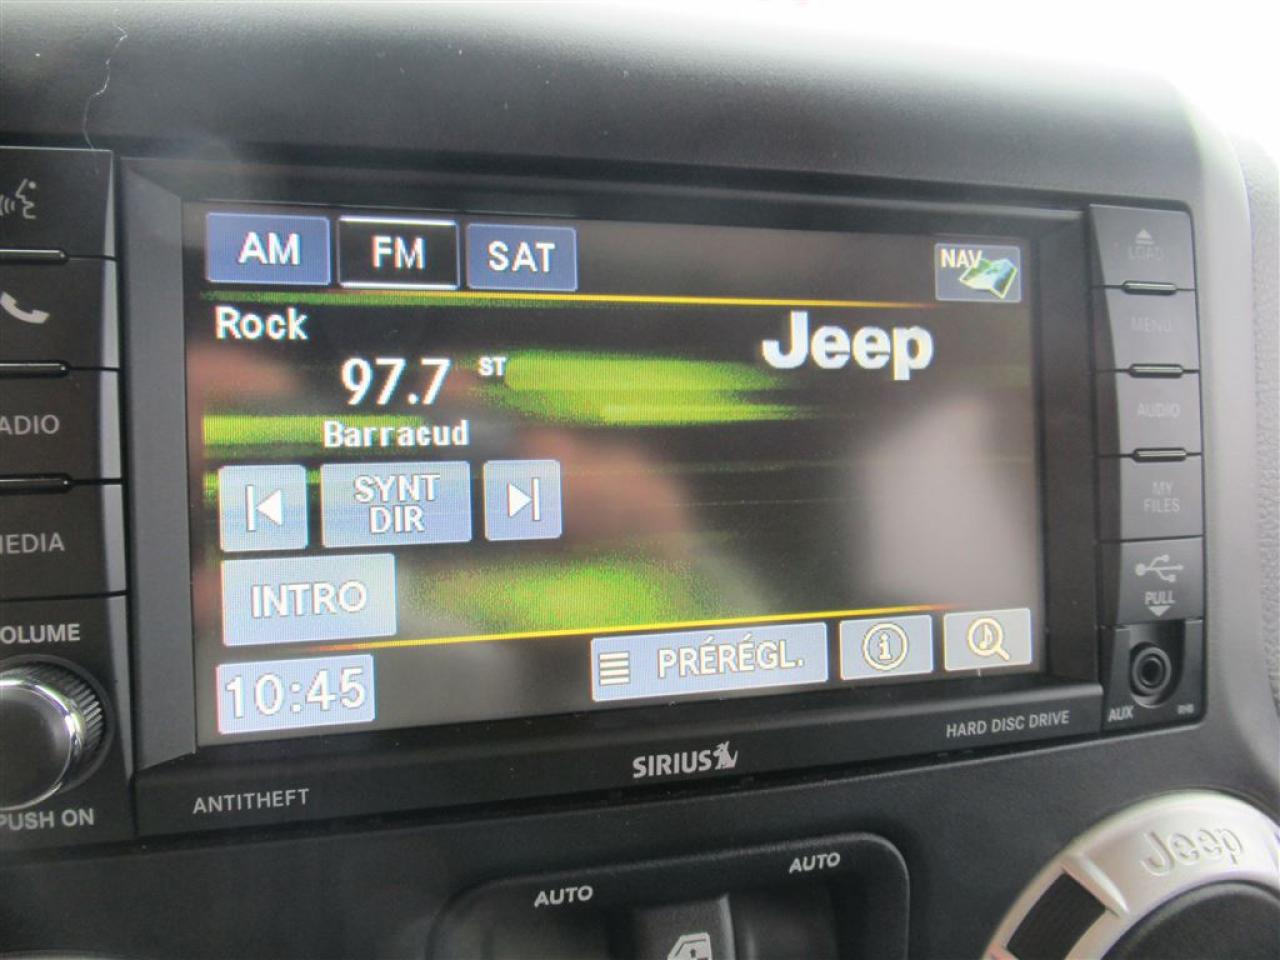 AM FM SAT NAV
Rock
Jeep
97.7 ST
Barracud
SYNT
DIR
INTRO
10:45
PRÉRÉGL.
LOAD
MENU
AUDIO
MY
FILES
PULL
AUX
HARD DISC DRIVE
SIRIUS
ANTITHEFT
ADIO
EDIA
OLUME
PUSH ON
AUTO
AUTO
Jeep